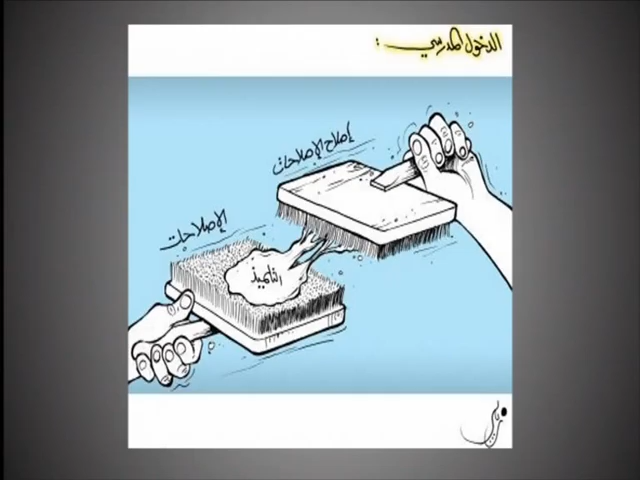 الدخول المدرسي :
إصلاح الإصلاحات
الإصلاحات
التلميذ